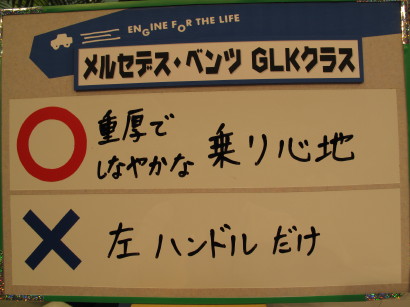 ENGINE FOR THE LIFE
メルセデス・ベンツ GLKクラス
重厚で
しなやかな 乗り心地
左ハンドルだけ